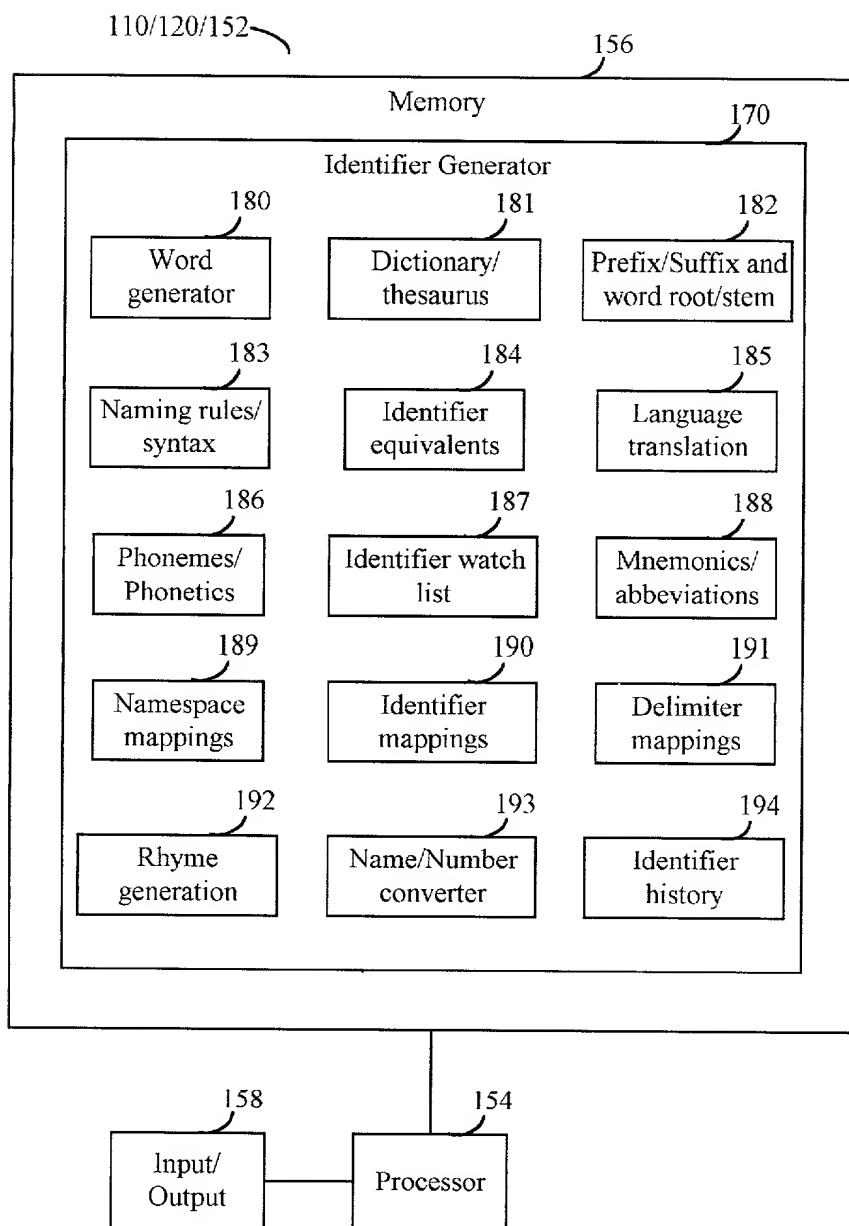 110/120/152
156
Memory
170
Identifier Generator
180
181
182
Word
generator
Dictionary/
thesaurus
Prefix/Suffix and
word root/stem
183
184
185
Naming rules/
syntax
Identifier
equivalents
Language
translation
186
187
188
Phonemes/
Phonetics
Identifier watch
list
Mnemonics/
abbeviations
189
190
191
Namespace
mappings
Identifier
mappings
Delimiter
mappings
192
193
194
Rhyme
generation
Name/Number
converter
Identifier
history
158
154
Input/
Output
Processor